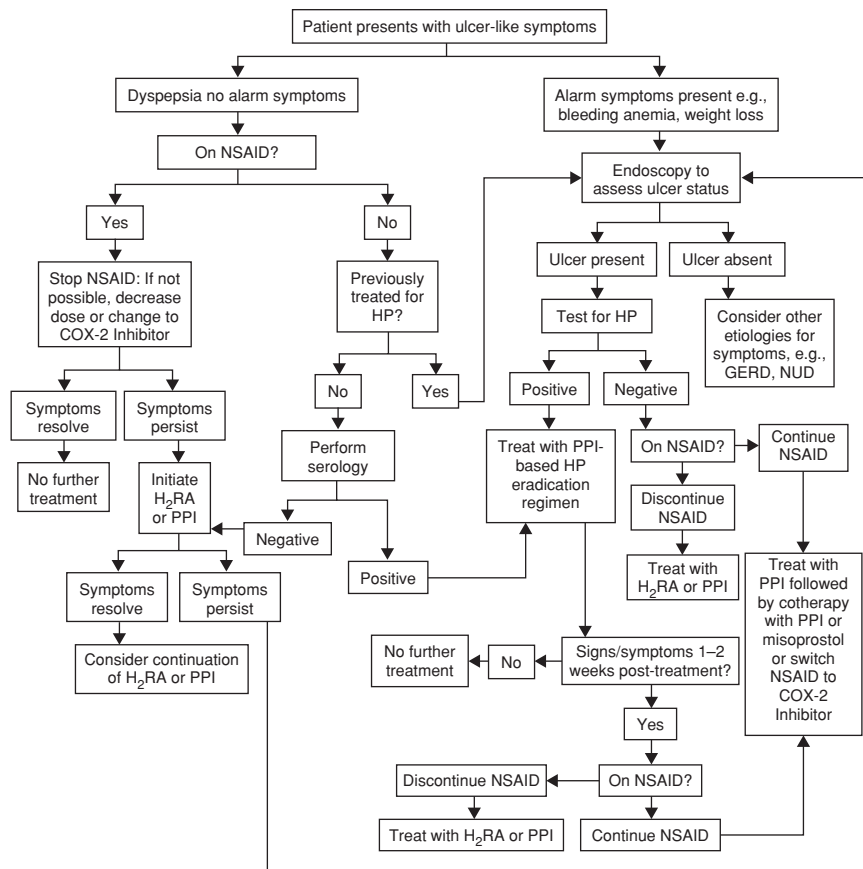 Patient presents with ulcer-like symptoms
Dyspepsia no alarm symptoms
Alarm symptoms present e.g.,
bleeding anemia, weight loss
On NSAID?
Endoscopy to
assess ulcer status
Yes
No
Ulcer present
Ulcer absent
Stop NSAID: If not
possible, decrease
dose or change to
COX-2 Inhibitor
Previously
treated for
HP?
Test for HP
Consider other
etiologies for
symptoms, e.g.,
GERD, NUD
No
Yes
Positive
Negative
Symptoms
resolve
Symptoms
persist
Perform
serology
Treat with PPI-
based HP
eradication
regimen
On NSAID?
Continue
NSAID
No further
treatment
Initiate
H₂RA
or PPI
Discontinue
NSAID
Negative
Positive
Treat with
H₂RA or PPI
Treat with
PPI followed
by cotherapy
with PPI or
misoprostol
or switch
NSAID to
COX-2
Inhibitor
Symptoms
resolve
Symptoms
persist
Consider continuation
of H₂RA or PPI
No further
treatment
No
Signs/symptoms 1–2
weeks post-treatment?
Yes
Discontinue NSAID
On NSAID?
Treat with H₂RA or PPI
Continue NSAID